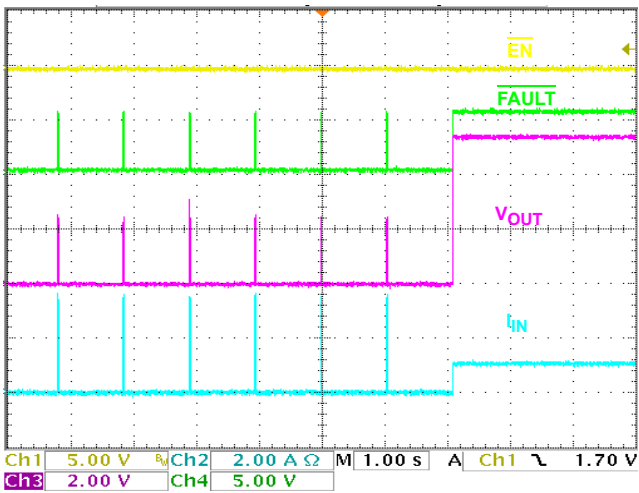 EN
FAULT
VOUT
IIN
Ch1 5.00 V BW Ch2 2.00 A Ω M 1.00 s A Ch1 1.70 V
Ch3 2.00 V Ch4 5.00 V